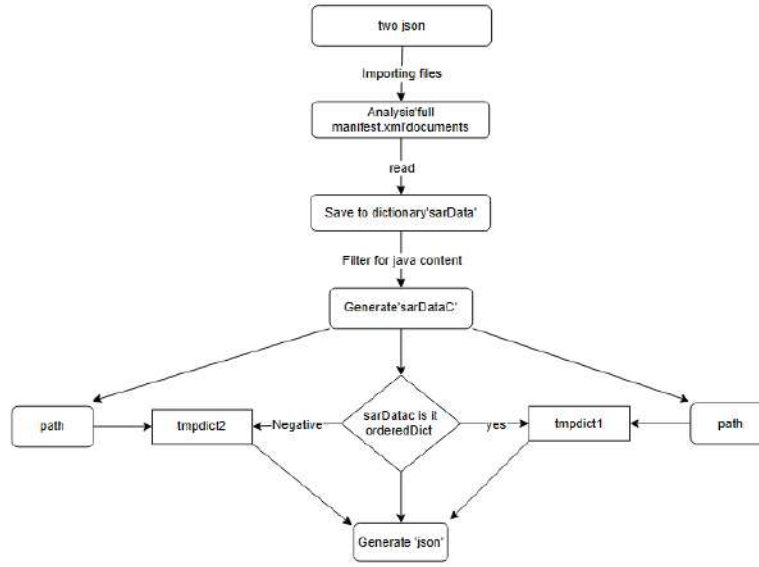 two json
Importing files
Analysis'full
manifest.xml'documents
read
Save to dictionary'sarData'
Filter for java content
Generate'sarDataC'
sarDatac is it
orderedDict
path
tmpdict2
Negative
yes
tmpdict1
path
Generate 'json'